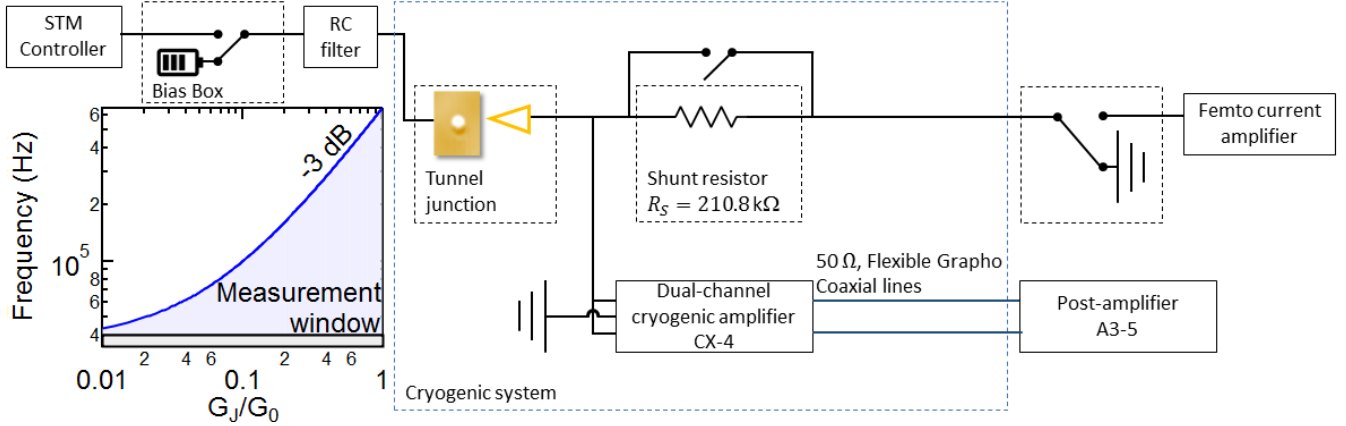 STM
Controller
Bias Box
RC
filter
Tunnel
junction
Shunt resistor
R_S = 210.8 kΩ
Femto current
amplifier
50 Ω, Flexible Grapho
Coaxial lines
Dual-channel
cryogenic amplifier
CX-4
Post-amplifier
A3-5
Cryogenic system
Frequency (Hz)
6
4
2
10^5
8
6
4
-3 dB
Measurement
window
2
4
6
2
4
6
0.01
0.1
1
G_J/G_0